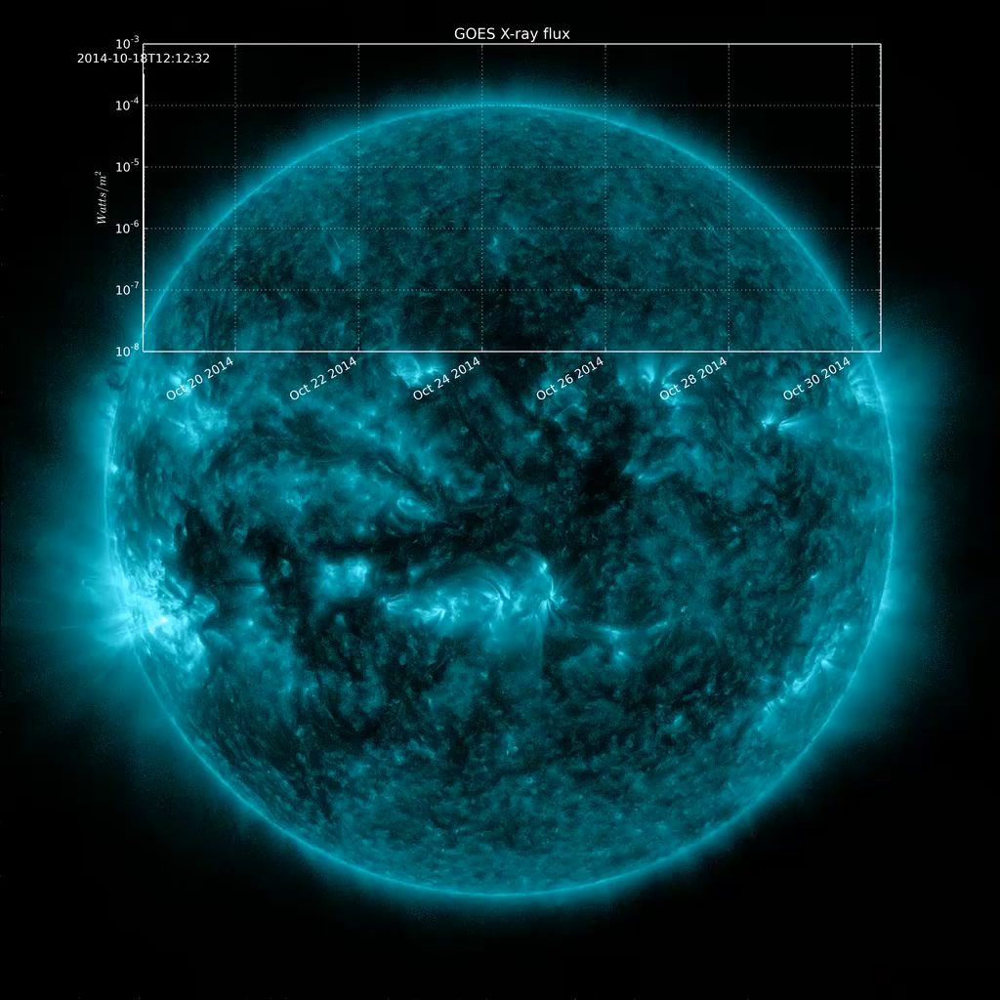 GOES X-ray flux
2014-10-18T12:12:32
10⁻³
10⁻⁴
10⁻⁵
10⁻⁶
10⁻⁷
10⁻⁸
Watts/m²
Oct 20 2014
Oct 22 2014
Oct 24 2014
Oct 26 2014
Oct 28 2014
Oct 30 2014